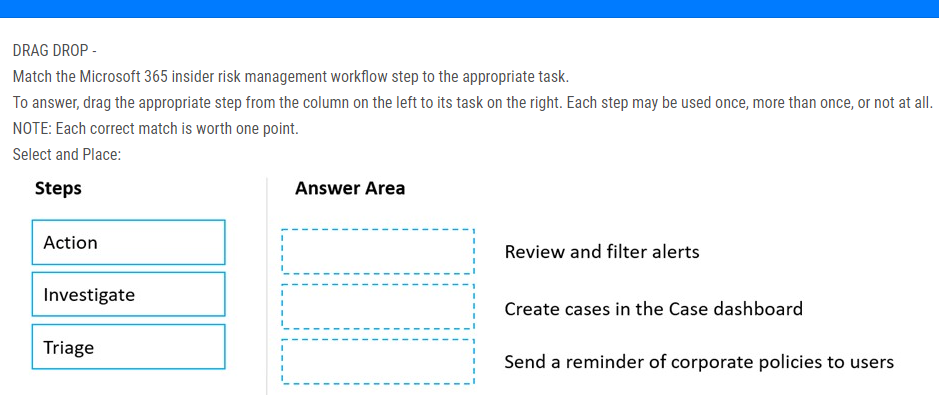 DRAG DROP -
Match the Microsoft 365 insider risk management workflow step to the appropriate task.
To answer, drag the appropriate step from the column on the left to its task on the right. Each step may be used once, more than once, or not at all.
NOTE: Each correct match is worth one point.
Select and Place:
Steps
Answer Area
Action
Review and filter alerts
Investigate
Create cases in the Case dashboard
Triage
Send a reminder of corporate policies to users